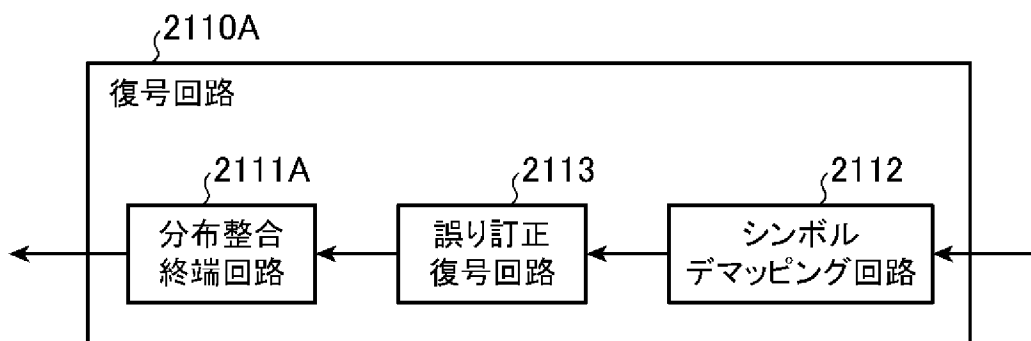 2110A
復号回路
2111A
2113
2112
分布整合
終端回路
誤り訂正
復号回路
シンボル
デマッピング回路